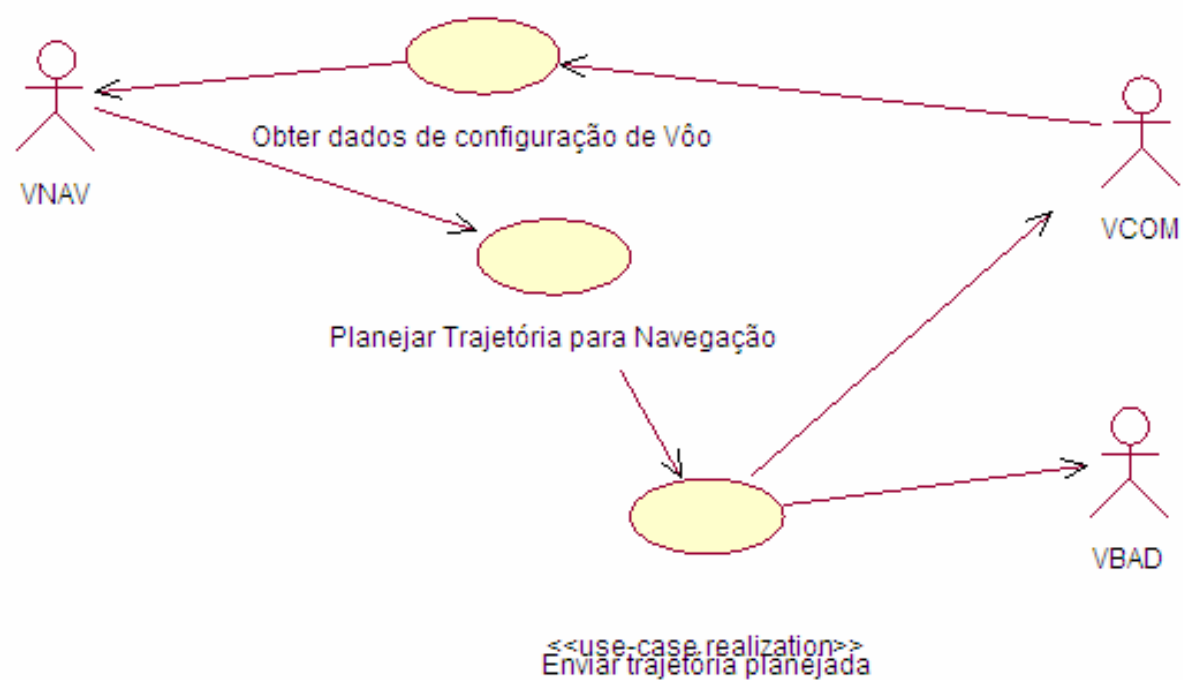 Obter dados de configuração de Vôo
VNAV
VCOM
Planejar Trajetória para Navegação
VBAD
<<use-case realization>>
Enviar trajetória planejada